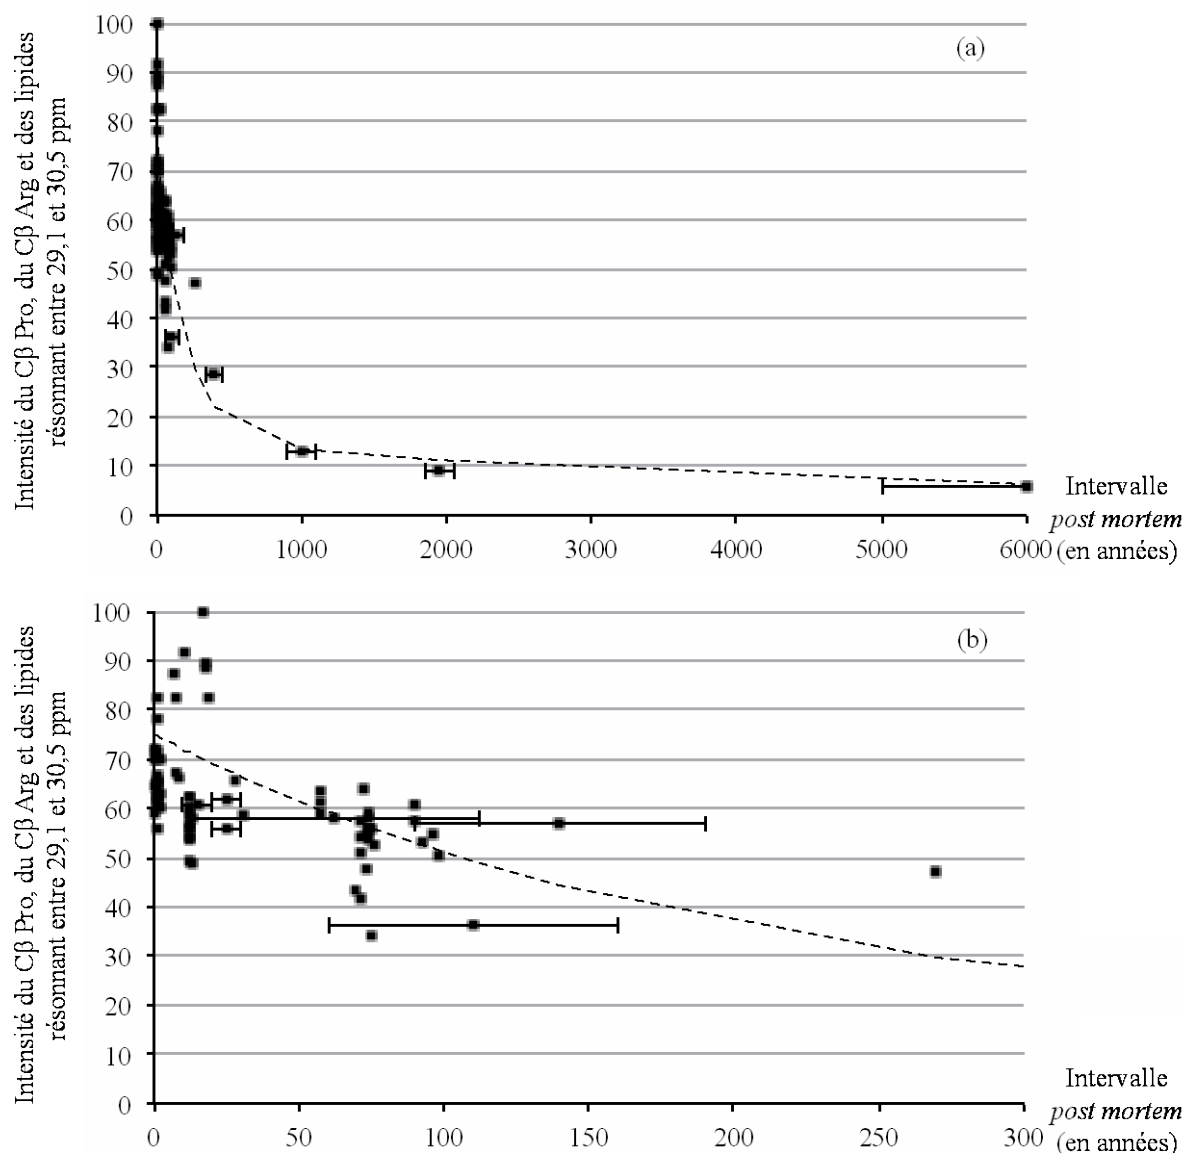 Intensité du Cβ Pro, du Cβ Arg et des lipides
résonnant entre 29,1 et 30,5 ppm
100
90
80
70
60
50
40
30
20
10
0
(a)
0 1000 2000 3000 4000 5000 6000
Intervalle
post mortem
(en années)
Intensité du Cβ Pro, du Cβ Arg et des lipides
résonnant entre 29,1 et 30,5 ppm
100
90
80
70
60
50
40
30
20
10
0
(b)
0 50 100 150 200 250 300
Intervalle
post mortem
(en années)